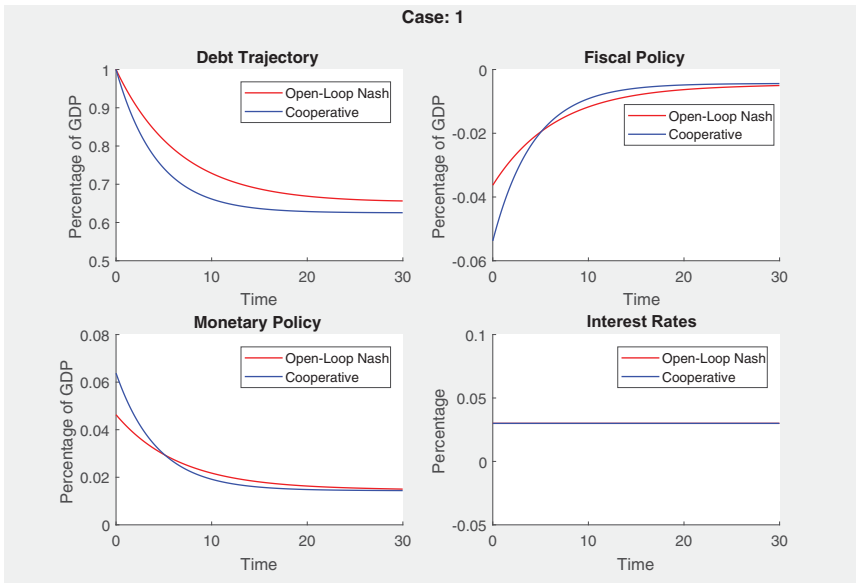 Case: 1
Debt Trajectory
Percentage of GDP
1
0.9
0.8
0.7
0.6
0.5
0
10
20
30
Time
Open-Loop Nash
Cooperative
Fiscal Policy
Percentage of GDP
0
-0.02
-0.04
-0.06
0
10
20
30
Time
Open-Loop Nash
Cooperative
Monetary Policy
Percentage of GDP
0.08
0.06
0.04
0.02
0
0
10
20
30
Time
Open-Loop Nash
Cooperative
Interest Rates
Percentage
0.1
0.05
0
-0.05
0
10
20
30
Time
Open-Loop Nash
Cooperative